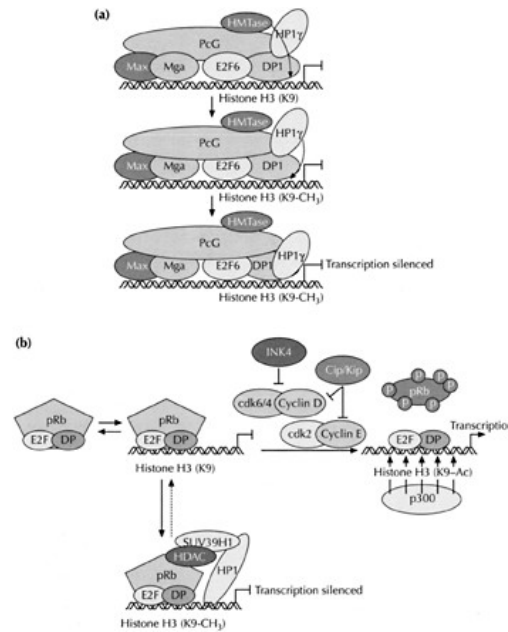 (a)
HMTase
HP1γ
PcG
Max Mga E2F6 DP1
Histone H3 (K9)
HMTase
HP1γ
PcG
Max Mga E2F6 DP1
Histone H3 (K9-CH₃)
HMTase
PcG
HP1γ
Max Mga E2F6 DP1
Transcription silenced
Histone H3 (K9-CH₃)
(b)
INK4
Cip/Kip
P P P P P P
pRb
cdk6/4 Cyclin D
pRb pRb
cdk2 Cyclin E
Transcription
E2F DP E2F DP E2F DP
Histone H3 (K9)
Histone H3 (K9–Ac)
p300
SUV39H1
HDAC
pRb
HP1
E2F DP
Transcription silenced
Histone H3 (K9-CH₃)